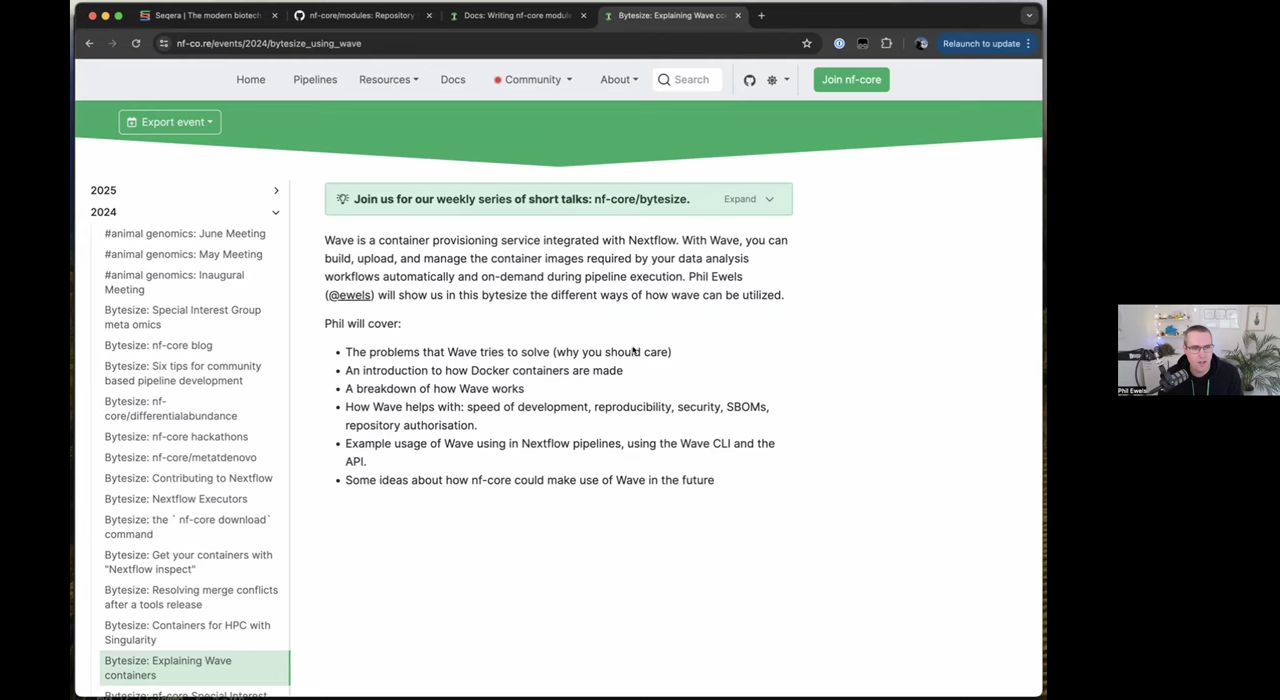 Seqera | The modern biotech
nf-core/modules: Repository
Docs: Writing nf-core module
Bytesize: Explaining Wave co
nf-co.re/events/2024/bytesize_using_wave
Relaunch to update
Home
Pipelines
Resources
Docs
Community
About
Search
Join nf-core
Export event
2025
2024
#animal genomics: June Meeting
#animal genomics: May Meeting
#animal genomics: Inaugural
Meeting
Bytesize: Special Interest Group
meta omics
Bytesize: nf-core blog
Bytesize: Six tips for community
based pipeline development
Bytesize: nf-
core/differentialabundance
Bytesize: nf-core hackathons
Bytesize: nf-core/metatdenovo
Bytesize: Contributing to Nextflow
Bytesize: Nextflow Executors
Bytesize: the ` nf-core download`
command
Bytesize: Get your containers with
"Nextflow inspect"
Bytesize: Resolving merge conflicts
after a tools release
Bytesize: Containers for HPC with
Singularity
Bytesize: Explaining Wave
containers
Bytesize: nf-core Special Interest
Join us for our weekly series of short talks: nf-core/bytesize.
Expand
Wave is a container provisioning service integrated with Nextflow. With Wave, you can
build, upload, and manage the container images required by your data analysis
workflows automatically and on-demand during pipeline execution. Phil Ewels
(@ewels) will show us in this bytesize the different ways of how wave can be utilized.
Phil will cover:
• The problems that Wave tries to solve (why you should care)
• An introduction to how Docker containers are made
• A breakdown of how Wave works
• How Wave helps with: speed of development, reproducibility, security, SBOMs,
repository authorisation.
• Example usage of Wave using in Nextflow pipelines, using the Wave CLI and the
API.
• Some ideas about how nf-core could make use of Wave in the future
Phil Ewels